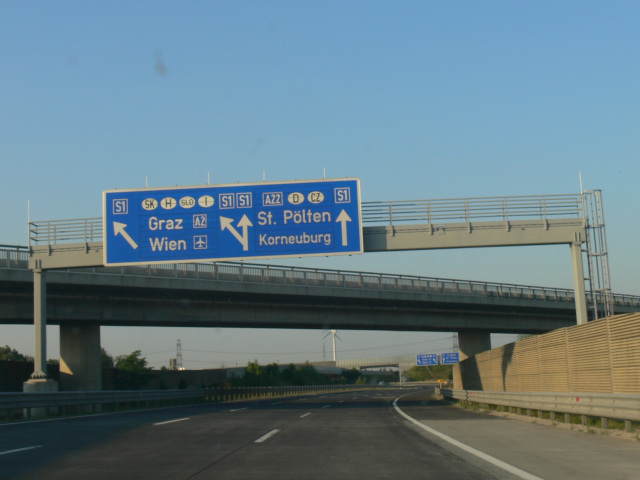 S1 SK H SLO I S1 S1 A22 D CZ S1
Graz A2 St. Pölten
Wien Korneuburg